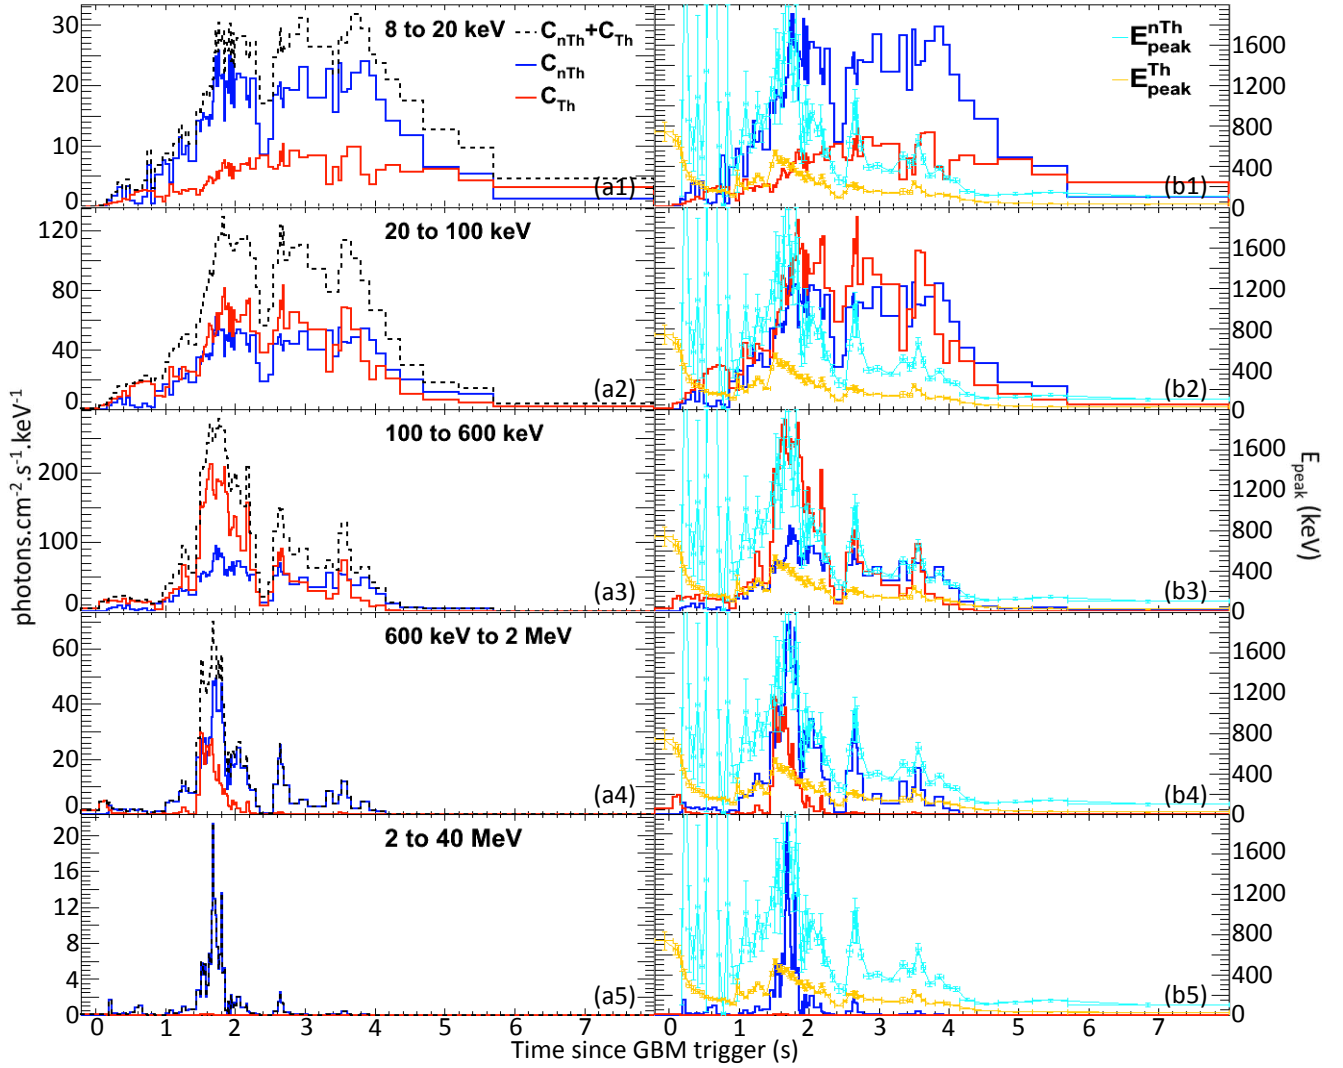 8 to 20 keV
C_nTh+C_Th
C_nTh
C_Th
E^nTh_peak
E^Th_peak
30
20
10
0
(a1)
1600
1200
800
400
0
(b1)
20 to 100 keV
120
80
40
0
(a2)
1600
1200
800
400
0
(b2)
100 to 600 keV
200
100
0
(a3)
1600
1200
800
400
0
(b3)
600 keV to 2 MeV
60
40
20
0
(a4)
1600
1200
800
400
0
(b4)
2 to 40 MeV
20
16
12
8
4
0
(a5)
1600
1200
800
400
0
(b5)
0 1 2 3 4 5 6 7
0 1 2 3 4 5 6 7
Time since GBM trigger (s)
photons.cm⁻².s⁻¹.keV⁻¹
E_peak (keV)